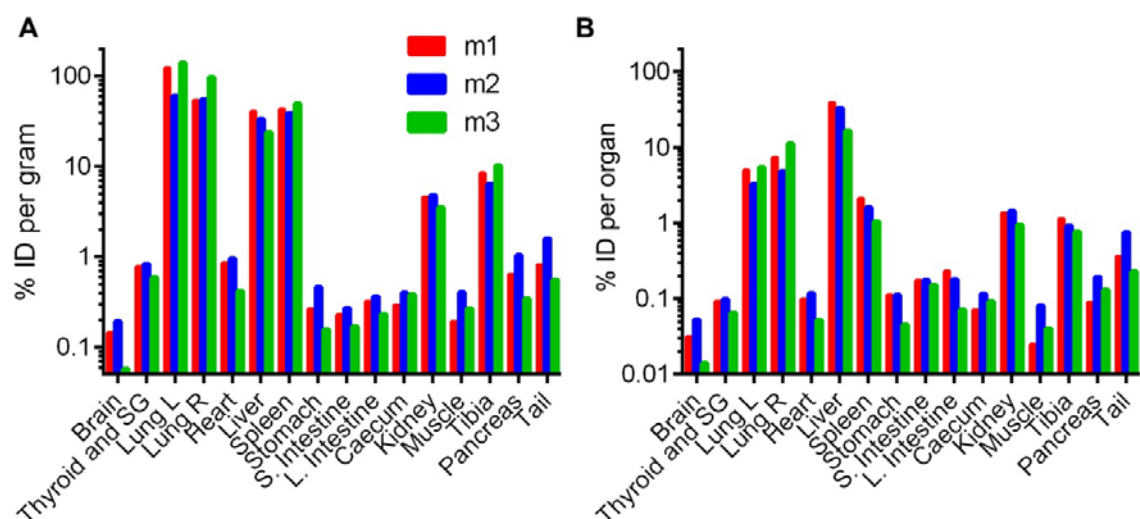 A
% ID per gram
100
10
1
0.1
m1
m2
m3
Brain
Thyroid and SG
Lung L
Lung R
Heart
Liver
Spleen
Stomach
S. Intestine
L. Intestine
Caecum
Kidney
Muscle
Tibia
Pancreas
Tail
B
% ID per organ
100
10
1
0.1
0.01
Brain
Thyroid and SG
Lung L
Lung R
Heart
Liver
Spleen
Stomach
S. Intestine
L. Intestine
Caecum
Kidney
Muscle
Tibia
Pancreas
Tail